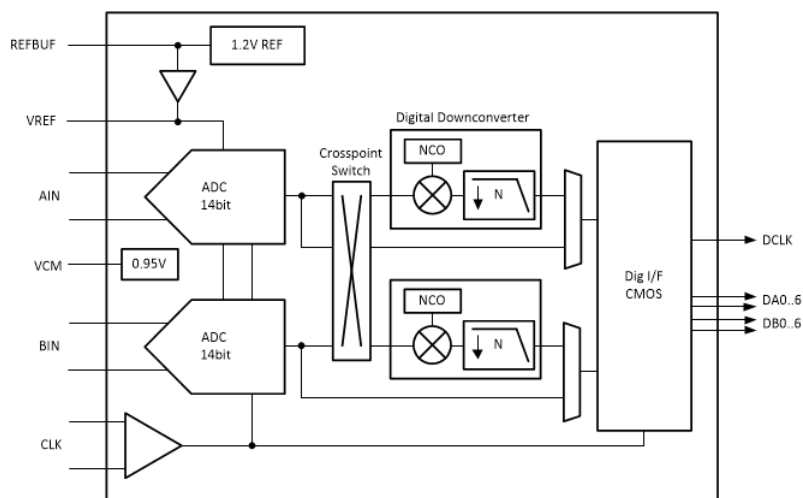 REFBUF
1.2V REF
VREF
Digital Downconverter
Crosspoint
Switch
NCO
N
ADC
14bit
AIN
VCM
0.95V
Dig I/F
CMOS
DCLK
DA0..6
DB0..6
NCO
N
ADC
14bit
BIN
CLK